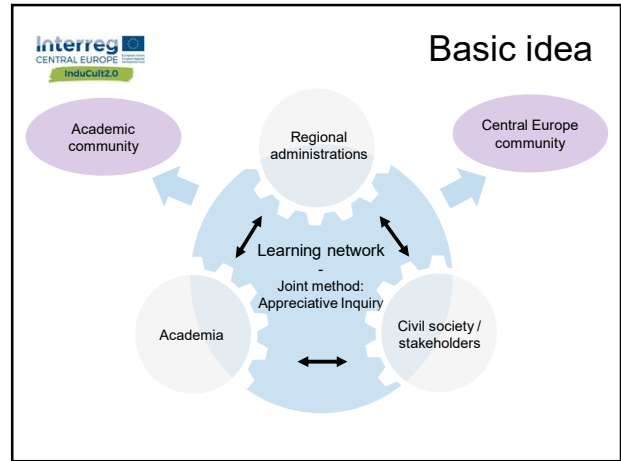 Interreg
CENTRAL EUROPE
InduCult2.0
Basic idea
Academic
community
Regional
administrations
Central Europe
community
Learning network
-
Joint method:
Appreciative Inquiry
Academia
Civil society /
stakeholders